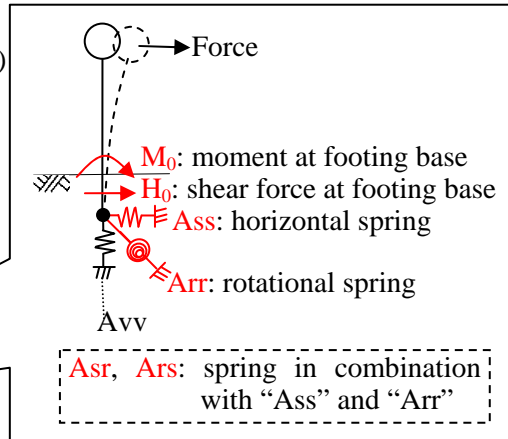 )
Force
M₀: moment at footing base
H₀: shear force at footing base
Ass: horizontal spring
Arr: rotational spring
Avv
Asr, Ars: spring in combination
with “Ass” and “Arr”